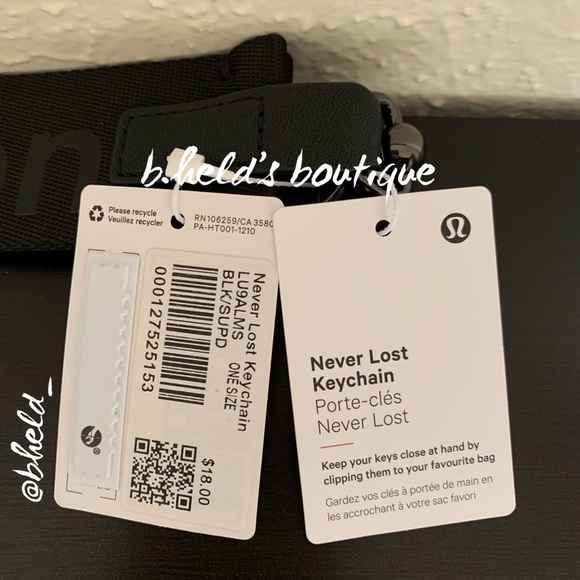 on
b.held's boutique
Please recycle
Veuillez recycler
RN106259/CA 3580
PA-HT001-1210
Never Lost Keychain
LU9ALMS ONE SIZE
BLK/SUPD
000127525153
$18.00
Never Lost
Keychain
Porte-clés
Never Lost
Keep your keys close at hand by
clipping them to your favourite bag
Gardez vos clés à portée de main en
les accrochant à votre sac favori
@bheld_